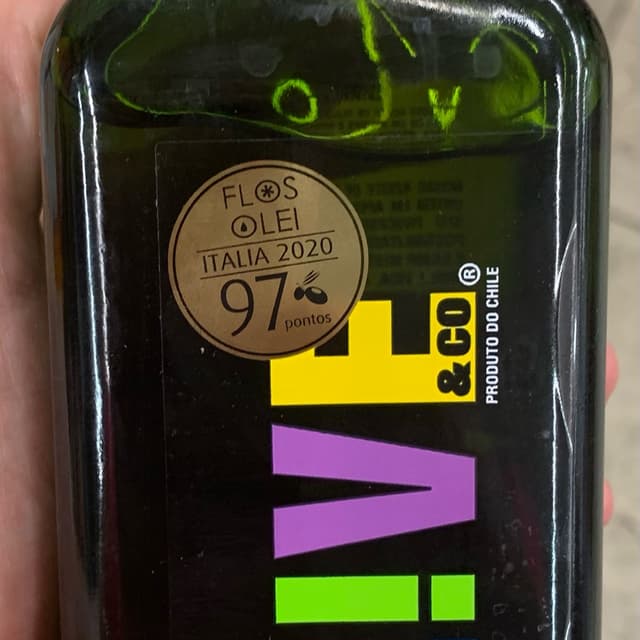 FLOS
OLEI
ITALIA 2020
97
pontos
IVE
& CO®
PRODUTO DO CHILE